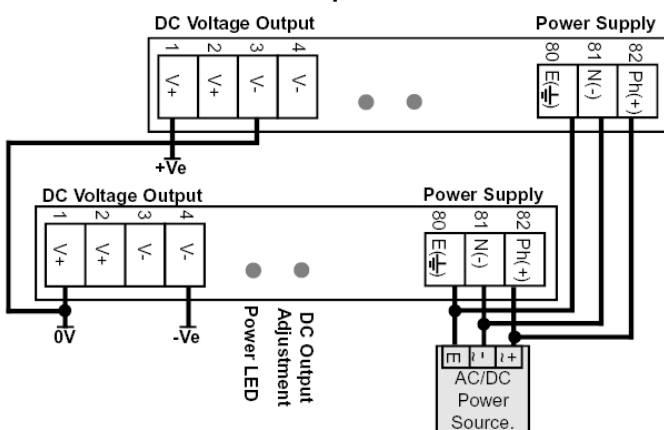 DC Voltage Output
Power Supply
1 2 3 4
V+ V+ V- V-
80 81 82
E(⏚) N(-) Ph(+)
+Ve
DC Voltage Output
Power Supply
1 2 3 4
V+ V+ V- V-
80 81 82
E(⏚) N(-) Ph(+)
0V
-Ve
Power LED
DC Output
Adjustment
E ~- ~+
AC/DC
Power
Source.